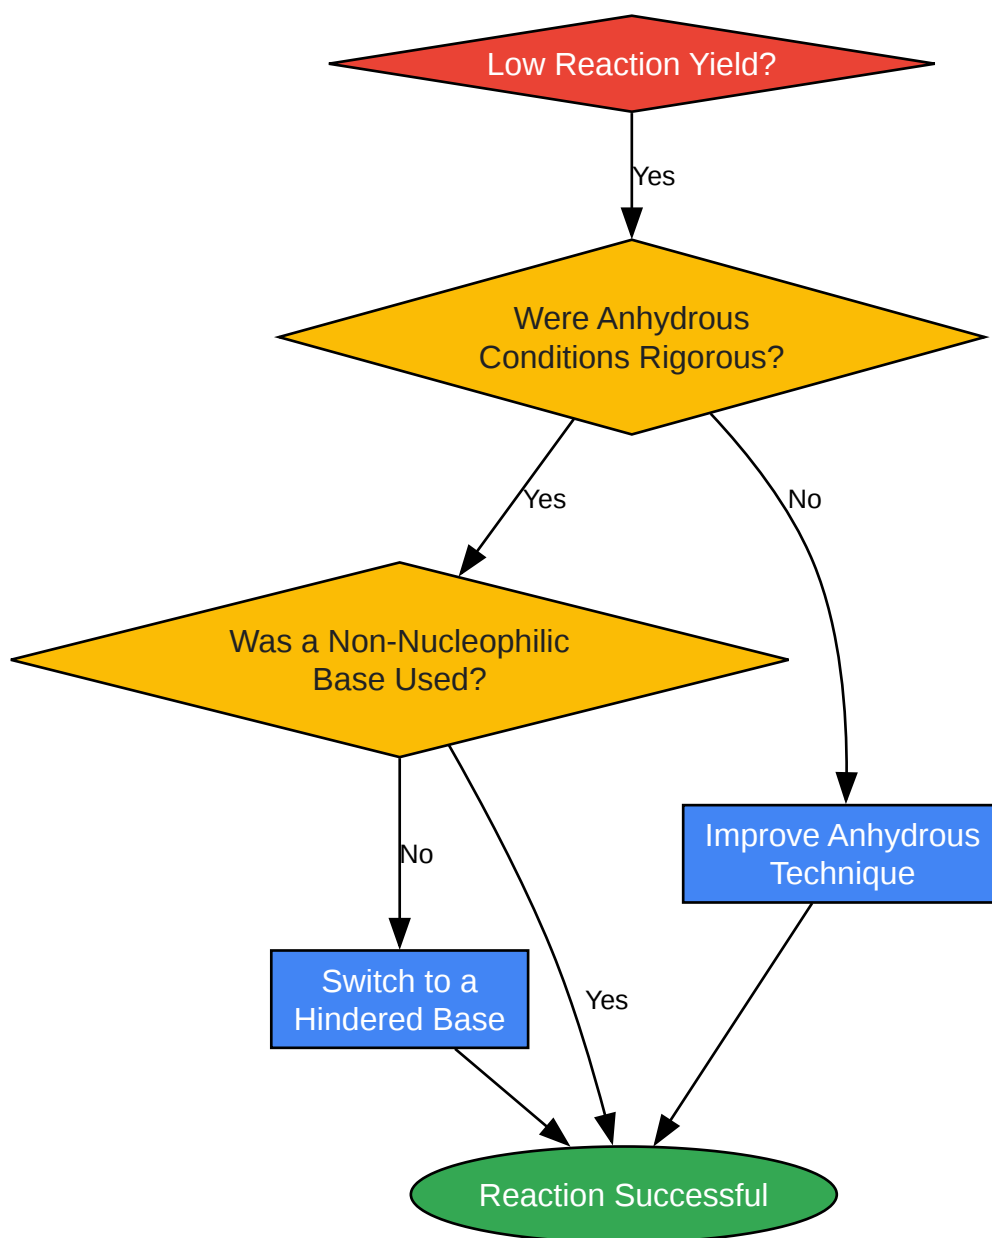 Low Reaction Yield?
Yes
Were Anhydrous
Conditions Rigorous?
Yes
No
Was a Non-Nucleophilic
Base Used?
Improve Anhydrous
Technique
No
Switch to a
Hindered Base
Yes
Reaction Successful